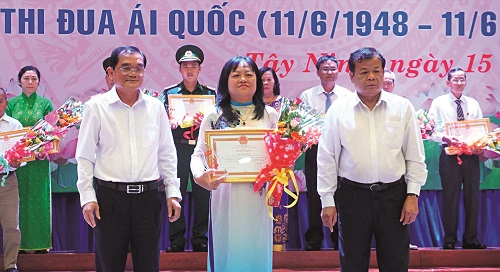 THI ĐUA ÁI QUỐC (11/6/1948 - 11/6
Tây Ninh, ngày 15